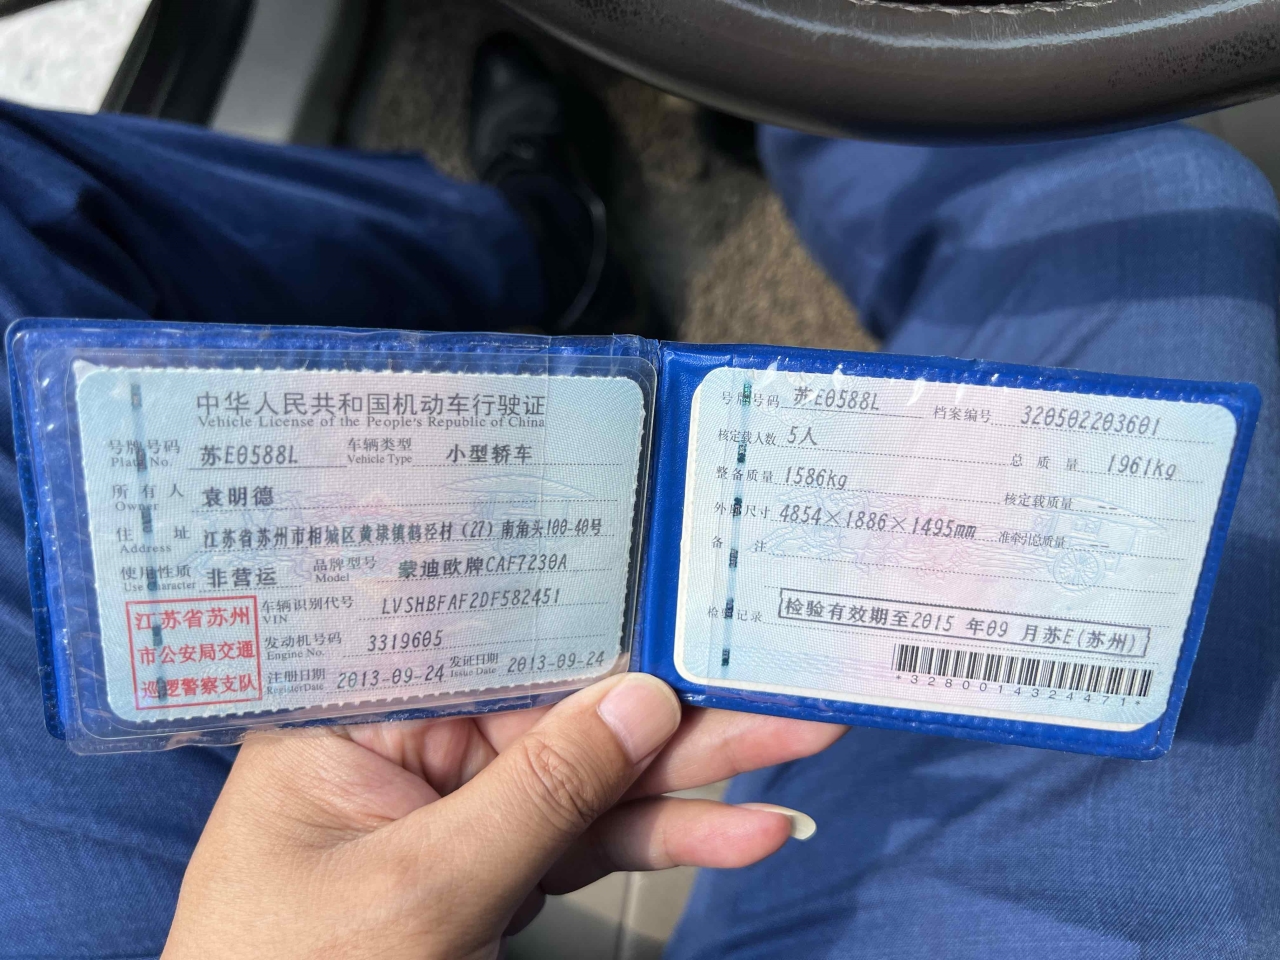 中华人民共和国机动车行驶证
Vehicle License of the People's Republic of China
号牌号码 苏E0588L 车辆类型 小型轿车
Plate No. Vehicle Type
所有人 袁明德
Owner
住址 江苏省苏州市相城区黄埭镇鹤泾村(27)南角头100-40号
Address
使用性质 非营运 品牌型号 蒙迪欧牌CAF7230A
Use Character Model
江苏省苏州
市公安局交通
巡逻警察支队
车辆识别代号 LVSHBFAF2DF582451
VIN
发动机号码 3319605
Engine No.
注册日期 2013-09-24 发证日期 2013-09-24
Register Date Issue Date
号牌号码 苏E0588L 档案编号 320502203601
核定载人数 5人 总质量 1961kg
整备质量 1586kg 核定载质量 --
外廓尺寸 4854×1886×1495mm 准牵引总质量 --
备注
检验记录 检验有效期至2015 年09 月苏E(苏州)
*3280014324471*